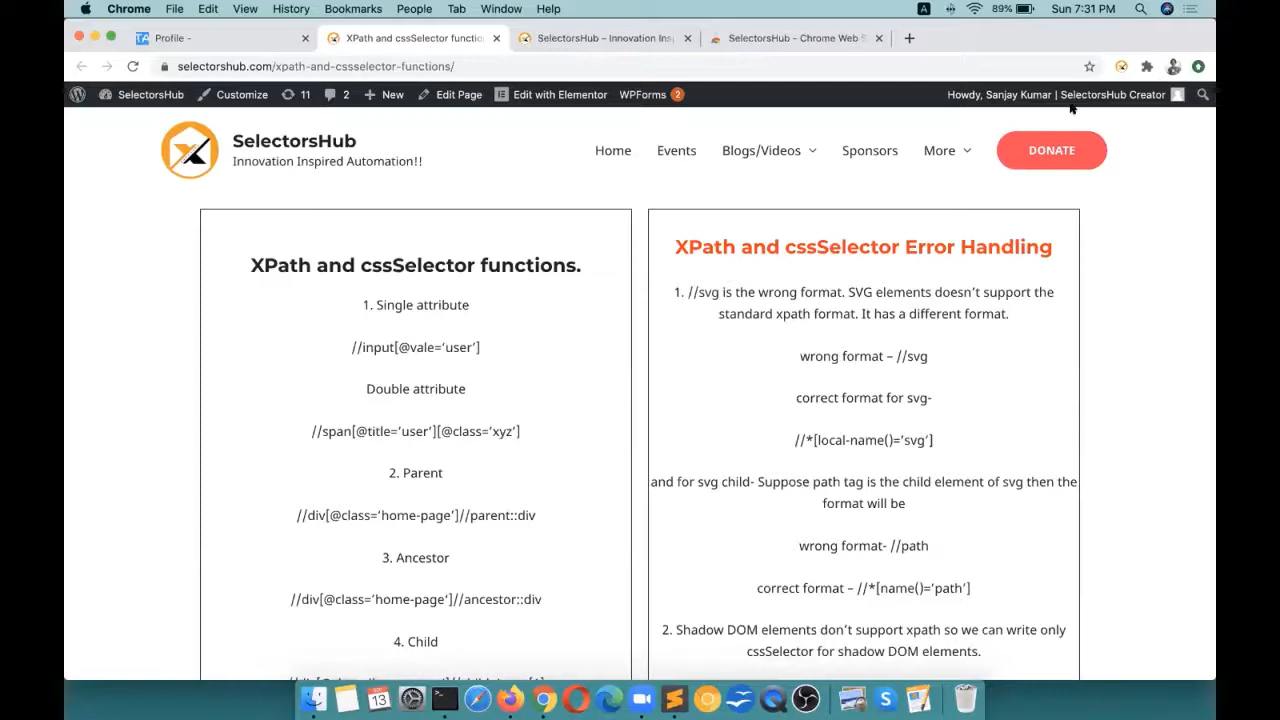 Chrome File Edit View History Bookmarks People Tab Window Help
A 89% Sun 7:31 PM
Profile -
XPath and cssSelector functio
SelectorsHub – Innovation Ins
SelectorsHub - Chrome Web S
selectorshub.com/xpath-and-cssselector-functions/
SelectorsHub Customize 11 2 New Edit Page Edit with Elementor WPForms 2
Howdy, Sanjay Kumar | SelectorsHub Creator
SelectorsHub
Innovation Inspired Automation!!
Home Events Blogs/Videos Sponsors More DONATE
XPath and cssSelector functions.
1. Single attribute
//input[@vale=‘user’]
Double attribute
//span[@title=‘user’][@class=‘xyz’]
2. Parent
//div[@class=‘home-page’]//parent::div
3. Ancestor
//div[@class=‘home-page’]//ancestor::div
4. Child
XPath and cssSelector Error Handling
1. //svg is the wrong format. SVG elements doesn’t support the
standard xpath format. It has a different format.
wrong format – //svg
correct format for svg-
//*[local-name()=‘svg’]
and for svg child- Suppose path tag is the child element of svg then the
format will be
wrong format- //path
correct format – //*[name()=‘path’]
2. Shadow DOM elements don’t support xpath so we can write only
cssSelector for shadow DOM elements.
13